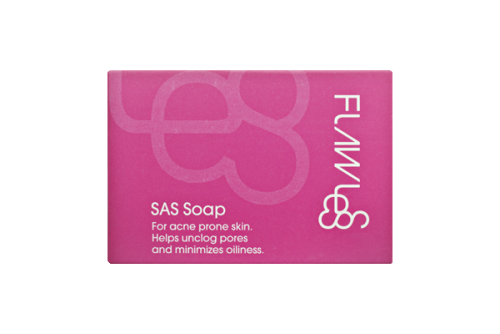 FLAWLESS
SAS Soap
For acne prone skin.
Helps unclog pores
and minimizes oiliness.